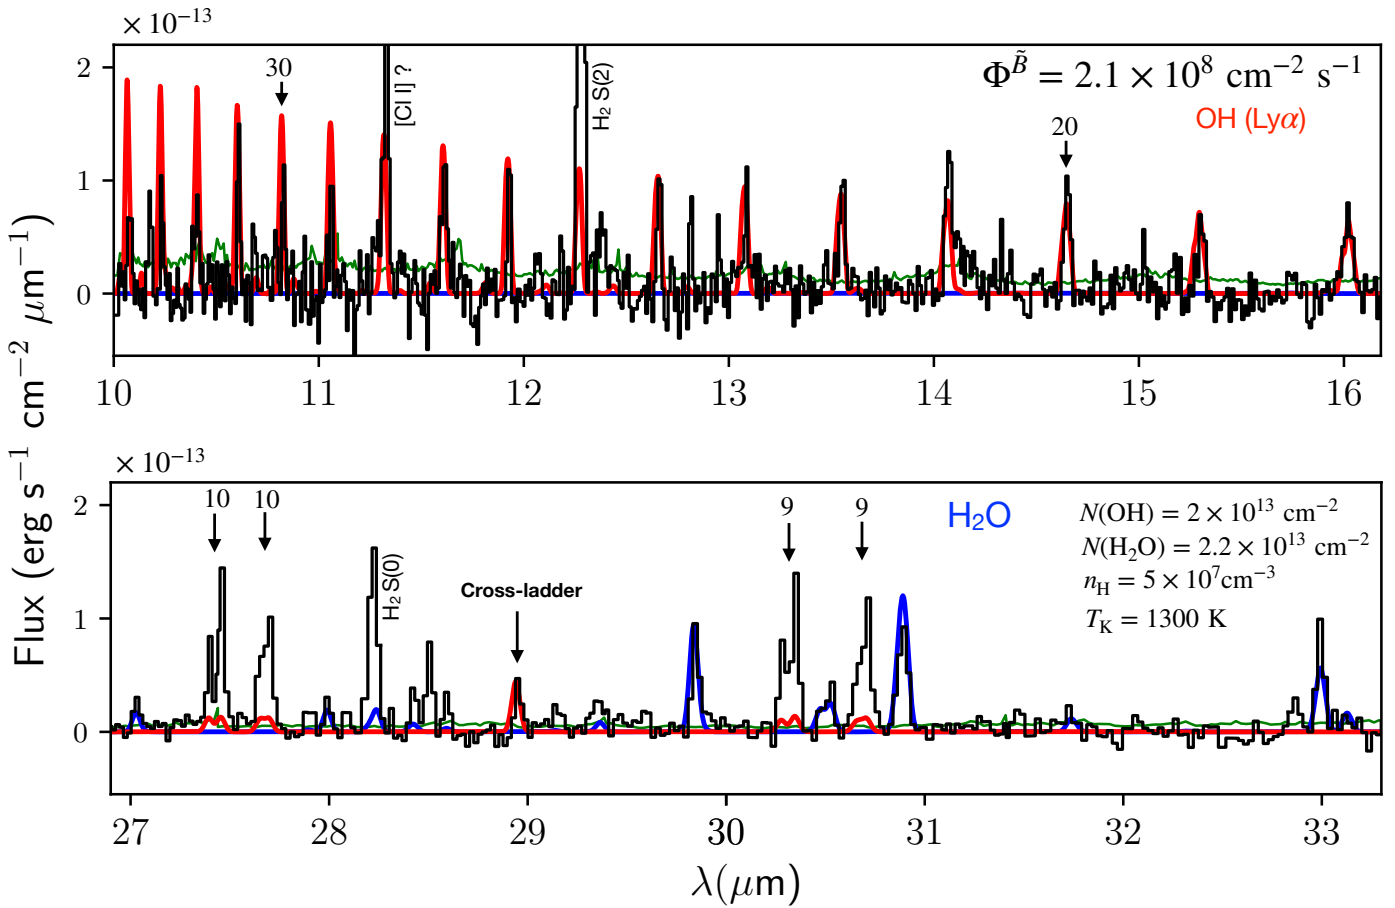 × 10⁻¹³
Φ^B̃ = 2.1 × 10⁸ cm⁻² s⁻¹
OH (Lyα)
30
[Cl I] ?
H₂ S(2)
20
2
1
0
10 11 12 13 14 15 16
Flux (erg s⁻¹ cm⁻² μm⁻¹)
× 10⁻¹³
H₂O
N(OH) = 2 × 10¹³ cm⁻²
N(H₂O) = 2.2 × 10¹³ cm⁻²
n_H = 5 × 10⁷cm⁻³
T_K = 1300 K
10 10
H₂ S(0)
Cross-ladder
9 9
2
1
0
27 28 29 30 31 32 33
λ(μm)